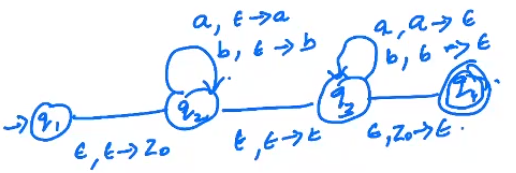 a, ε→a
b, ε→b
a, a→ε
b, b→ε
q₁
q₂
q₃
q₄
ε, ε→Z₀
ε, ε→ε
ε, Z₀→ε